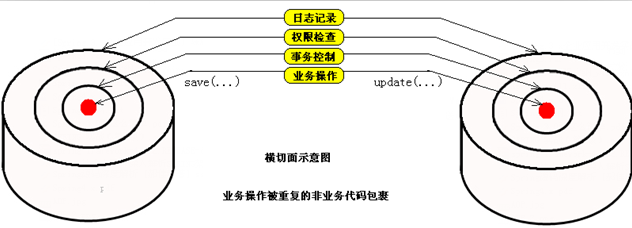 日志记录
权限检查
事务控制
业务操作
save(...)
update(...)
横切面示意图
业务操作被重复的非业务代码包裹